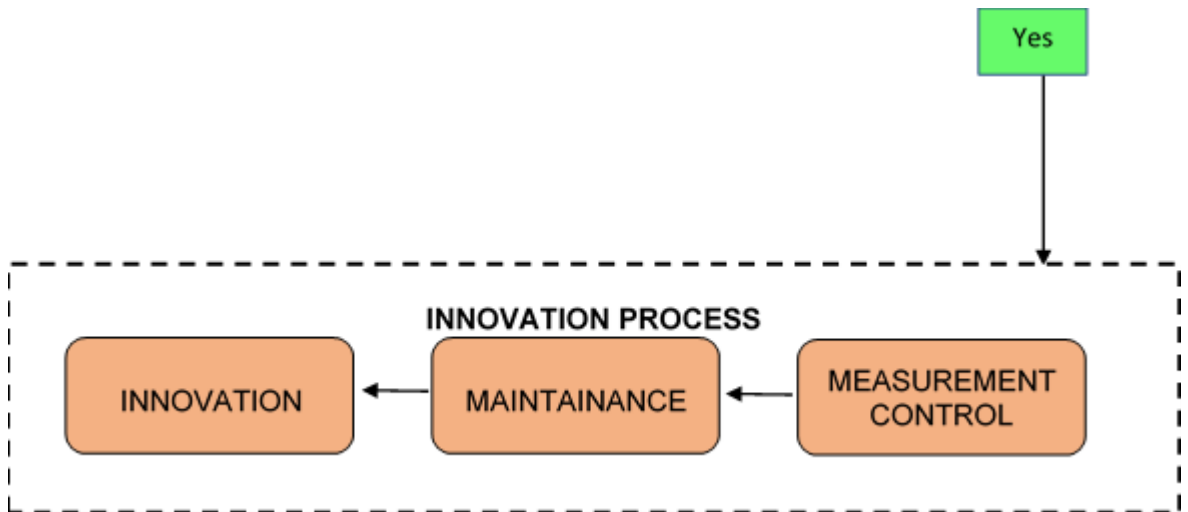 Yes
INNOVATION PROCESS
INNOVATION
MAINTAINANCE
MEASUREMENT
CONTROL